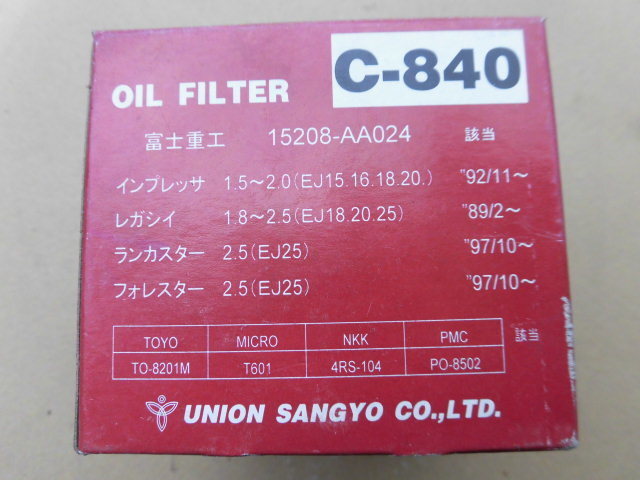 OIL FILTER C-840
富士重工 15208-AA024 該当
インプレッサ 1.5～2.0(EJ15.16.18.20.) "92/11～
レガシイ 1.8～2.5(EJ18.20.25) "89/2～
ランカスター 2.5(EJ25) "97/10～
フォレスター 2.5(EJ25) "97/10～
TOYO MICRO NKK PMC 該当
TO-8201M T601 4RS-104 PO-8502
UNION SANGYO CO.,LTD.